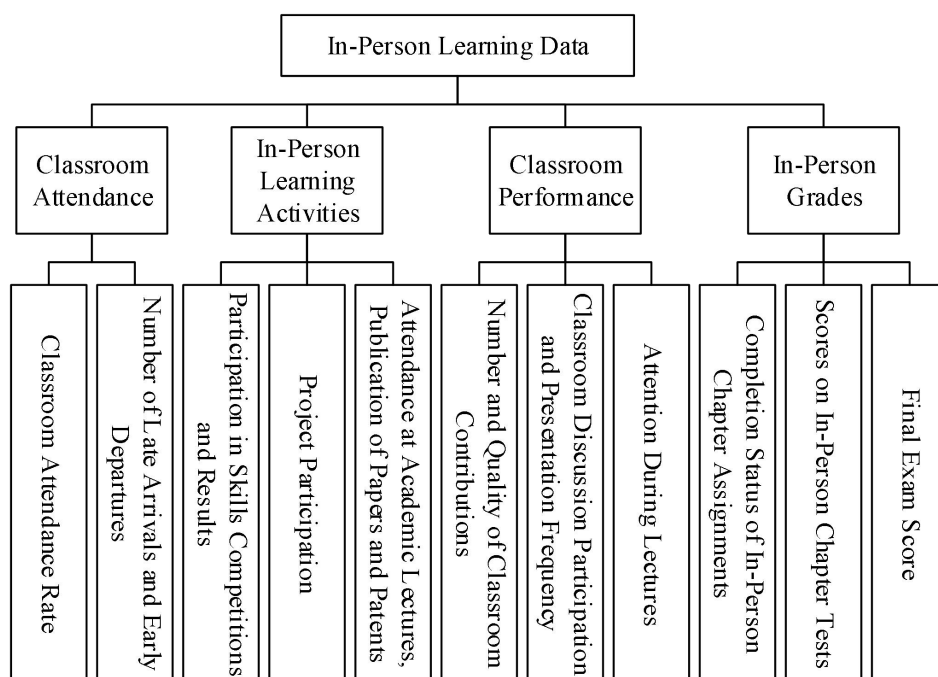 In-Person Learning Data
Classroom
Attendance
In-Person
Learning
Activities
Classroom
Performance
In-Person
Grades
Classroom Attendance Rate
Number of Late Arrivals and Early
Departures
Participation in Skills Competitions
and Results
Project Participation
Attendance at Academic Lectures,
Publication of Papers and Patents
Number and Quality of Classroom
Contributions
Classroom Discussion Participation
and Presentation Frequency
Attention During Lectures
Completion Status of In-Person
Chapter Assignments
Scores on In-Person Chapter Tests
Final Exam Score